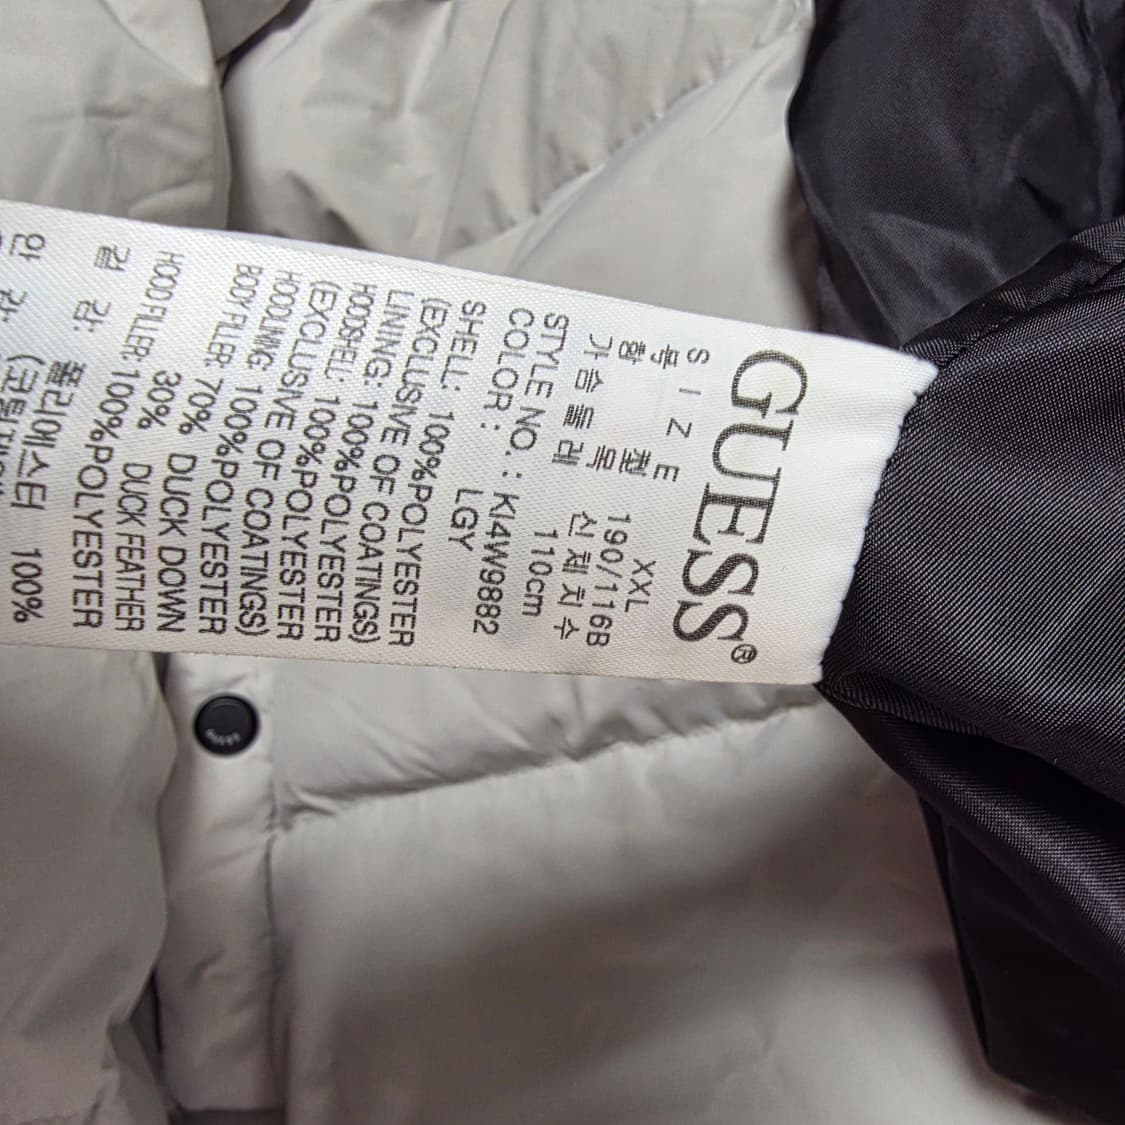 GUESS®
SIZE XXL
호형 190/116B
항목 신체치수
가슴둘레 110cm
STYLE NO. : KI4W9882
COLOR : LGY
SHELL: 100%POLYESTER
(EXCLUSIVE OF COATINGS)
LINING: 100%POLYESTER
HOODSHELL: 100%POLYESTER
(EXCLUSIVE OF COATINGS)
HOODLINING: 100%POLYESTER
BODY FILLER: 70% DUCK DOWN
30% DUCK FEATHER
HOOD FILLER: 100%POLYESTER
겉 감: 폴리에스터 100%